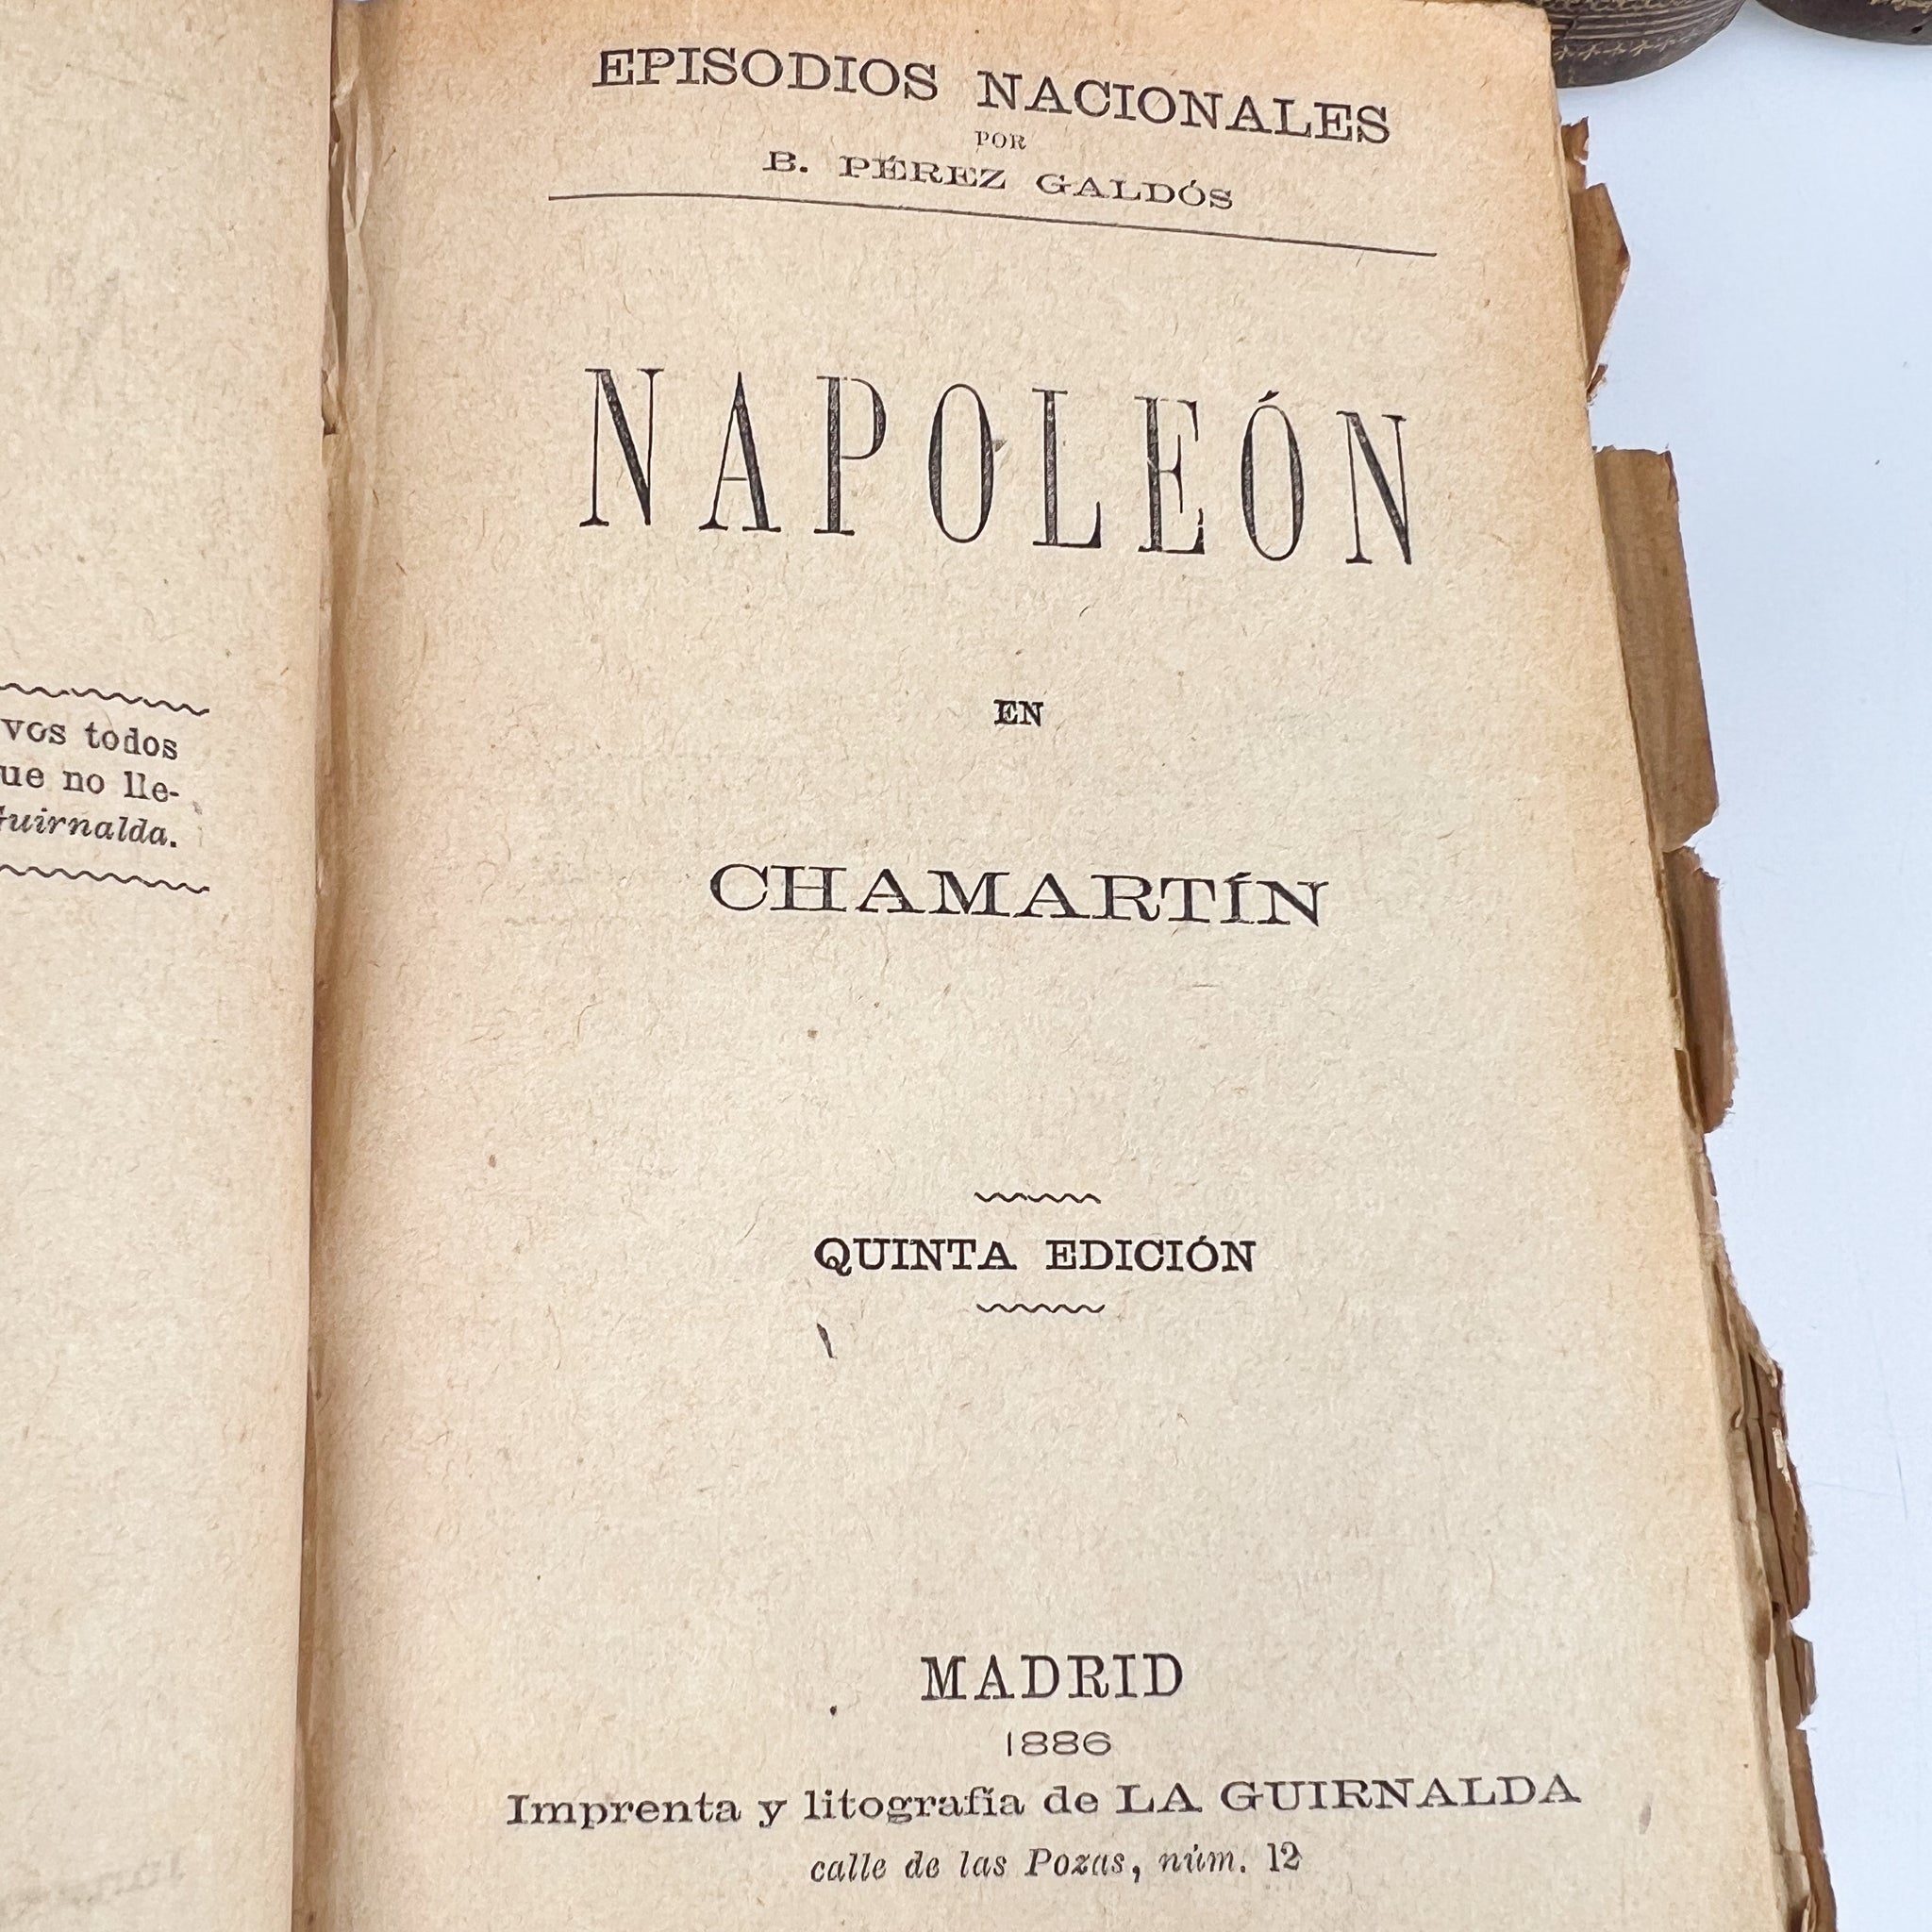 vos todos
ue no lle-
Guirnalda.
EPISODIOS NACIONALES
POR
B. PÉREZ GALDÓS
NAPOLEÓN
EN
CHAMARTÍN
QUINTA EDICIÓN
MADRID
1886
Imprenta y litografía de LA GUIRNALDA
calle de las Pozas, núm. 12